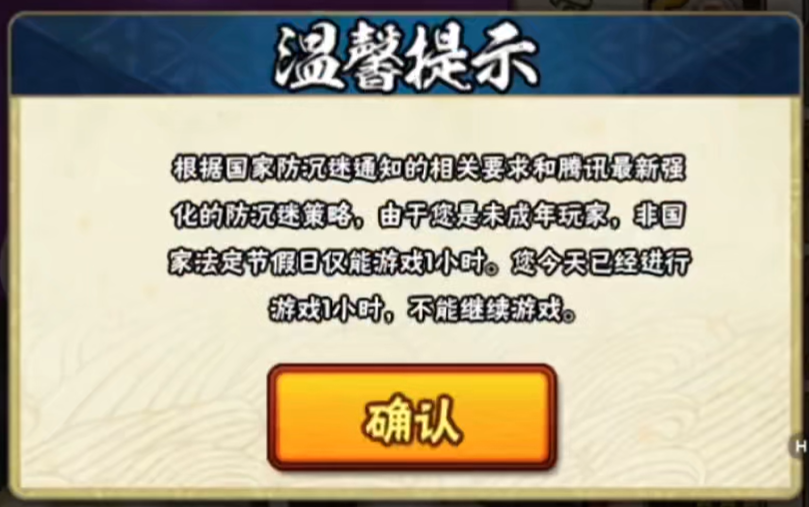 温馨提示
根据国家防沉迷通知的相关要求和腾讯最新强
化的防沉迷策略，由于您是未成年玩家，非国
家法定节假日仅能游戏1小时。您今天已经进行
游戏1小时，不能继续游戏。
确认
H